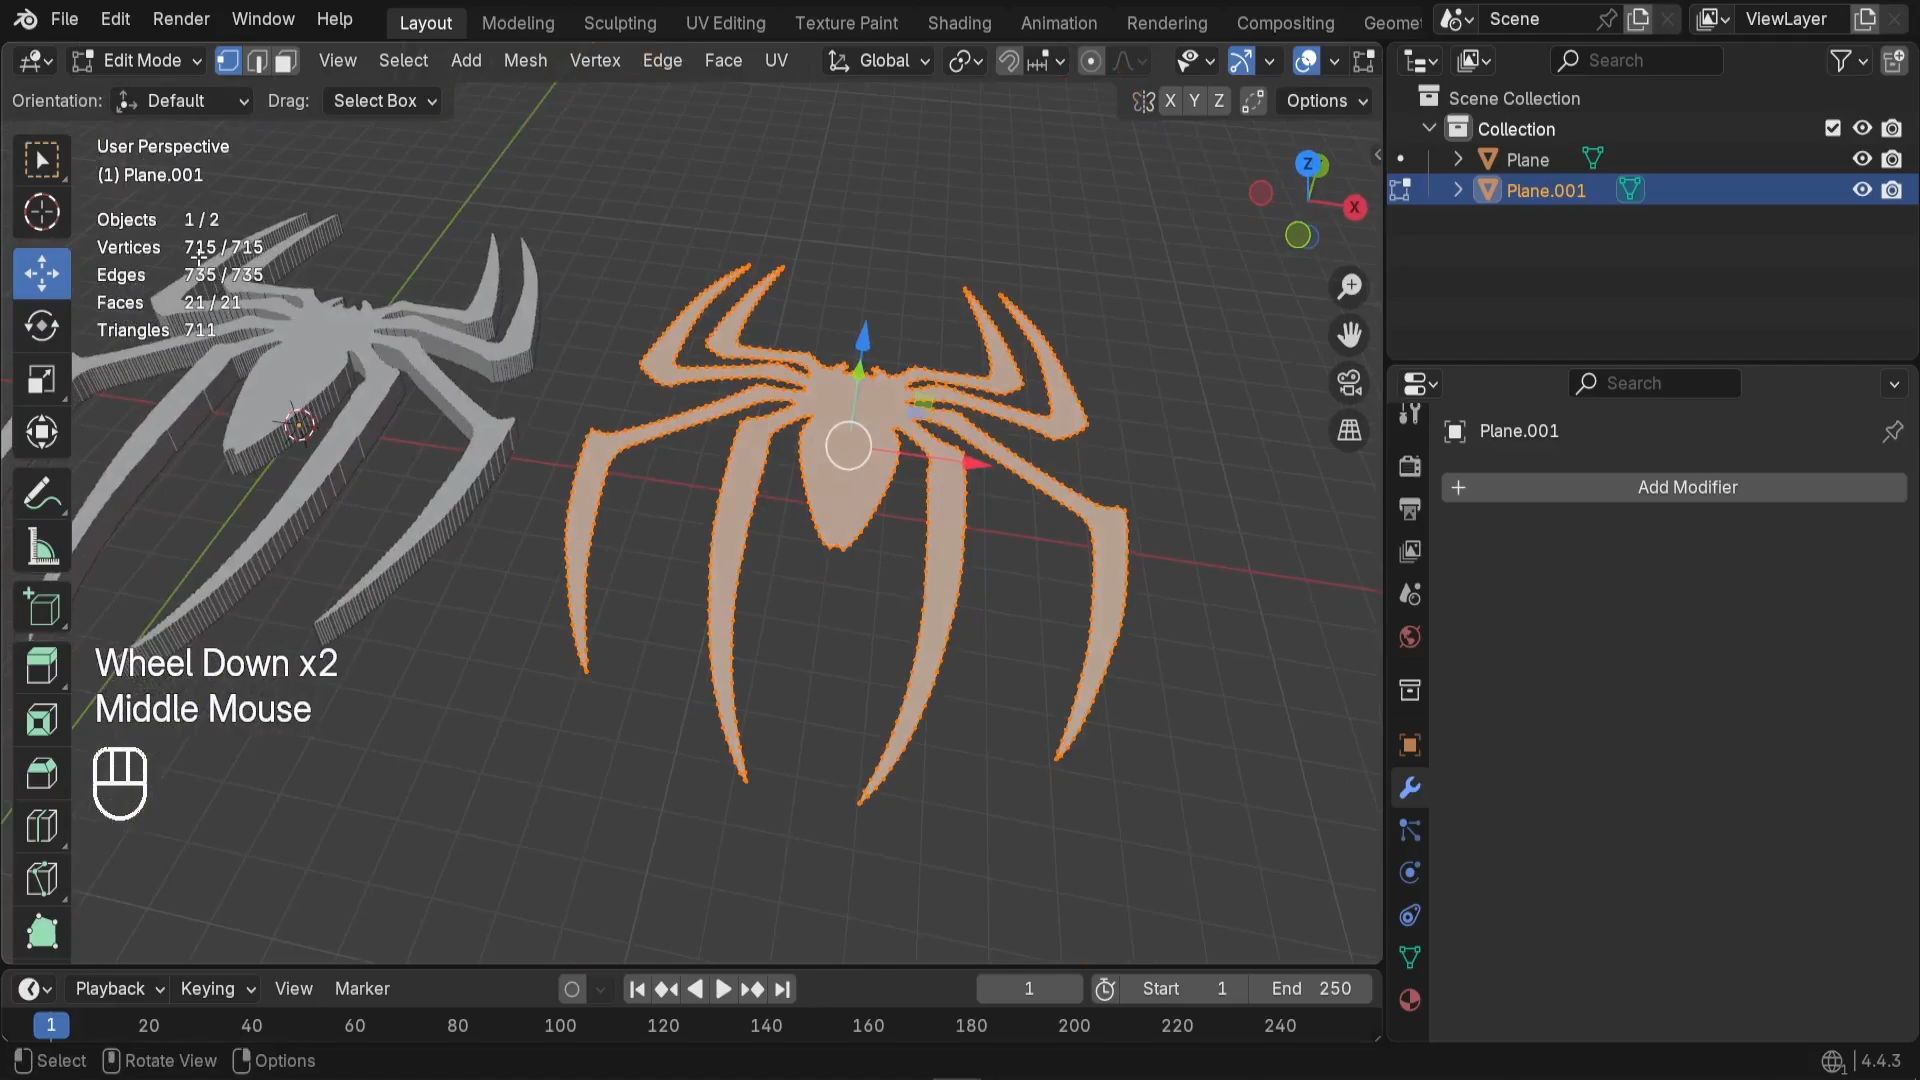 File Edit Render Window Help Layout Modeling Sculpting UV Editing Texture Paint Shading Animation Rendering Compositing Geomet Scene ViewLayer
Edit Mode View Select Add Mesh Vertex Edge Face UV Global Search
Orientation: Default Drag: Select Box X Y Z Options Scene Collection
Collection
User Perspective
(1) Plane.001
Plane
Plane.001
Z
X
Objects 1 / 2
Vertices 715 / 715
Edges 735 / 735
Faces 21 / 21
Triangles 711
Search
Plane.001
+ Add Modifier
Wheel Down x2
Middle Mouse
Playback Keying View Marker 1 Start 1 End 250
1 20 40 60 80 100 120 140 160 180 200 220 240
Select Rotate View Options 4.4.3